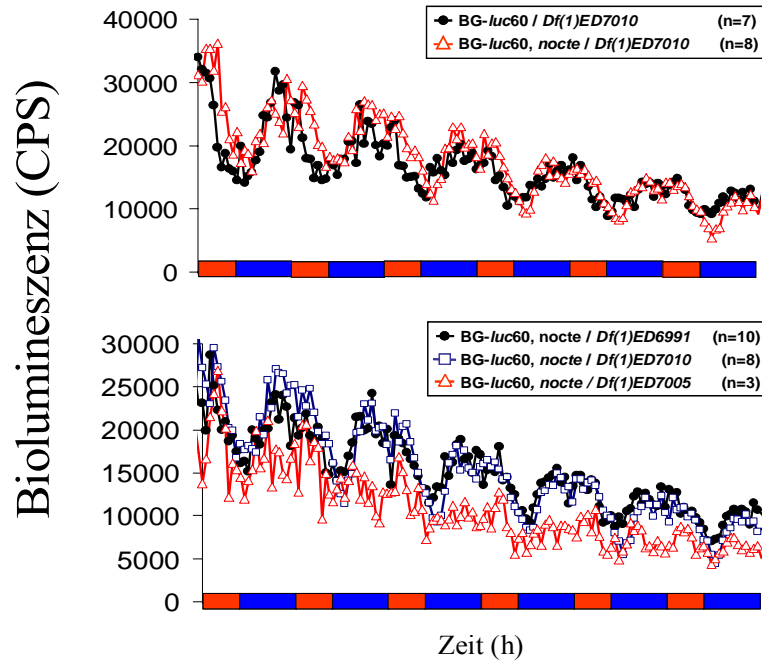 BG-luc60 / Df(1)ED7010 (n=7)
BG-luc60, nocte / Df(1)ED7010 (n=8)
40000
30000
20000
10000
0
Biolumineszenz (CPS)
BG-luc60, nocte / Df(1)ED6991 (n=10)
BG-luc60, nocte / Df(1)ED7010 (n=8)
BG-luc60, nocte / Df(1)ED7005 (n=3)
30000
25000
20000
15000
10000
5000
0
Zeit (h)